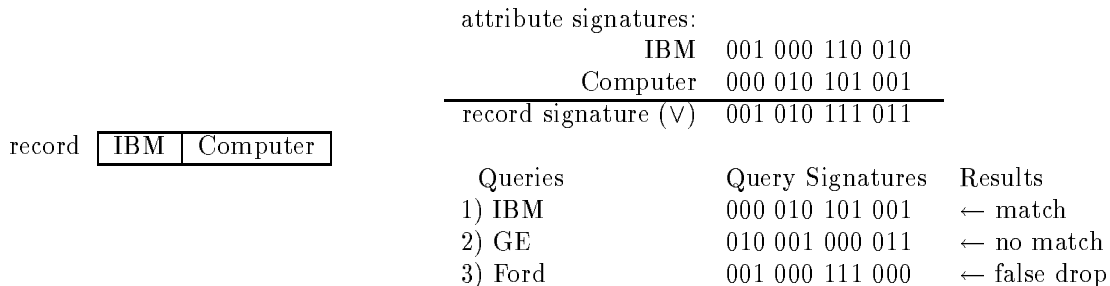 attribute signatures:
IBM 001 000 110 010
Computer 000 010 101 001
record signature (∨) 001 010 111 011
record IBM Computer
Queries Query Signatures Results
1) IBM 000 010 101 001 ← match
2) GE 010 001 000 011 ← no match
3) Ford 001 000 111 000 ← false drop